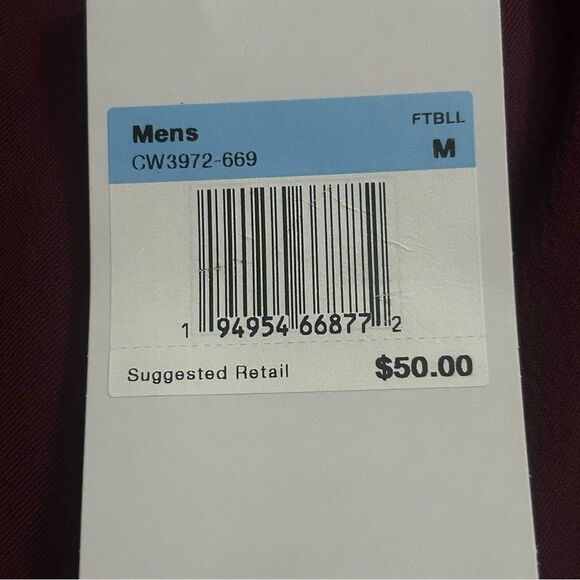 Mens
FTBLL
CW3972-669
M
1 94954 66877 2
Suggested Retail
$50.00